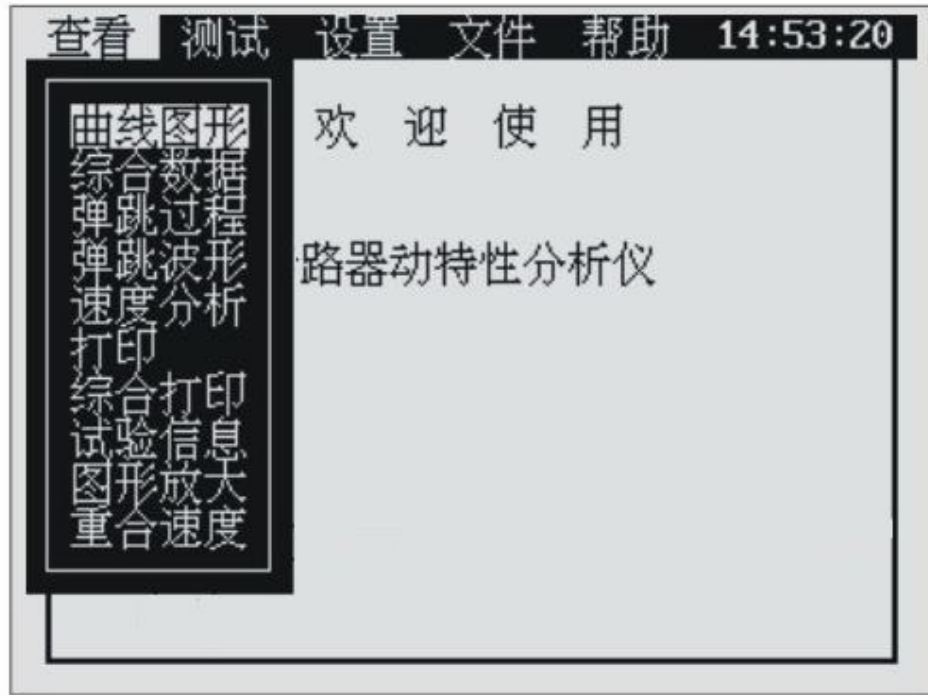 查看 测试 设置 文件 帮助 14:53:20
曲线图形
综合数据
弹跳过程
弹跳波形
速度分析
打印
综合打印
试验信息
图形放大
重合速度
欢 迎 使 用
路器动特性分析仪